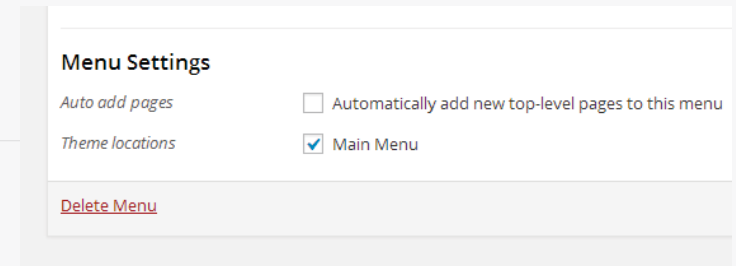 Menu Settings
Auto add pages Automatically add new top-level pages to this menu
Theme locations Main Menu
Delete Menu